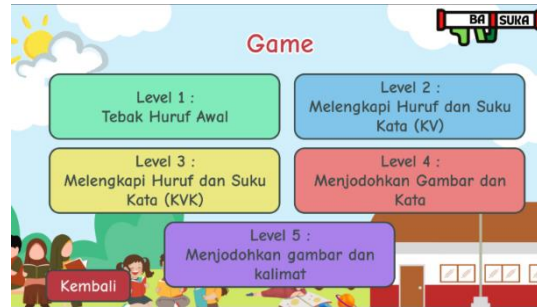 BA SUKA
Game
Level 1 :
Tebak Huruf Awal
Level 2 :
Melengkapi Huruf dan Suku
Kata (KV)
Level 3 :
Melengkapi Huruf dan Suku
Kata (KVK)
Level 4 :
Menjodohkan Gambar dan
Kata
Level 5 :
Menjodohkan gambar dan
kalimat
Kembali